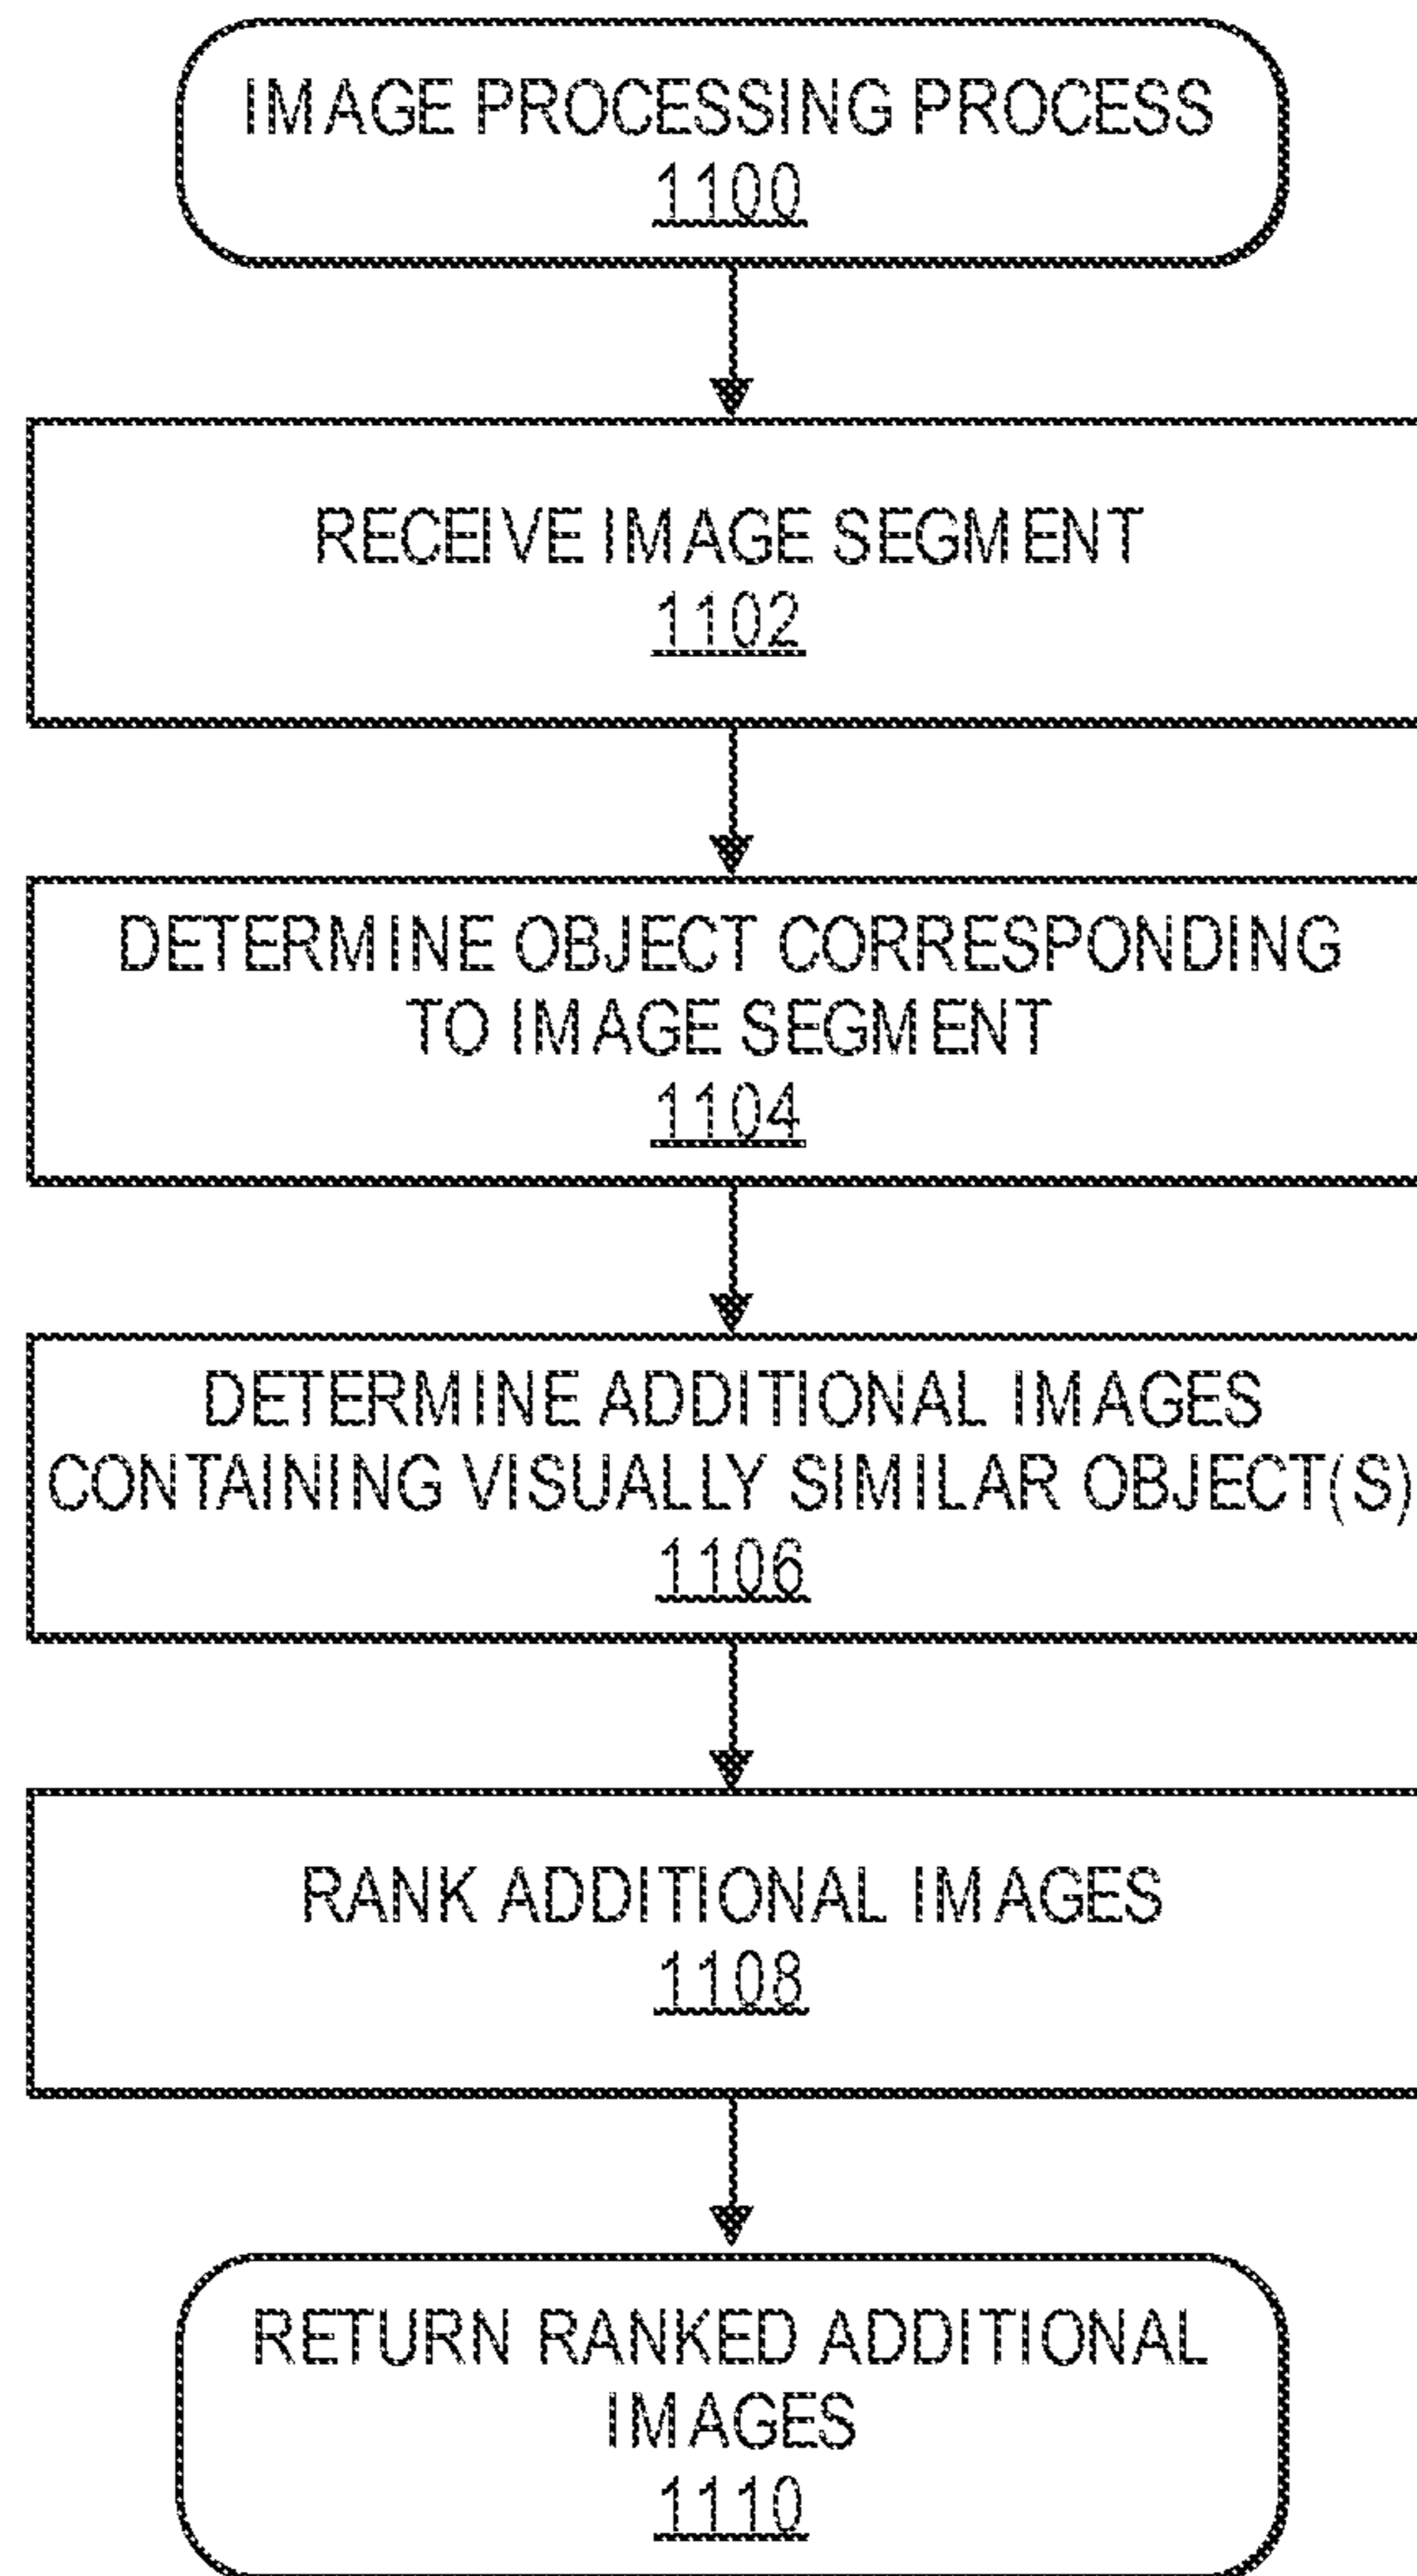 IMAGE PROCESSING PROCESS
1100
RECEIVE IMAGE SEGMENT
1102
DETERMINE OBJECT CORRESPONDING
TO IMAGE SEGMENT
1104
DETERMINE ADDITIONAL IMAGES
CONTAINING VISUALLY SIMILAR OBJECT(S)
1106
RANK ADDITIONAL IMAGES
1108
RETURN RANKED ADDITIONAL
IMAGES
1110